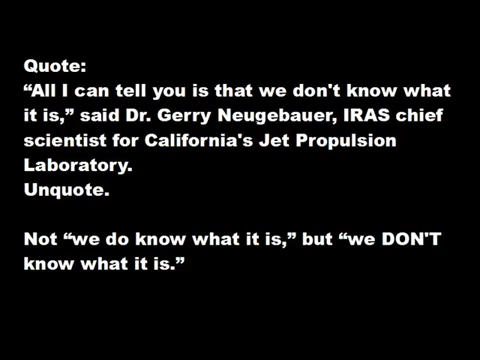 Quote:
“All I can tell you is that we don't know what
it is,” said Dr. Gerry Neugebauer, IRAS chief
scientist for California's Jet Propulsion
Laboratory.
Unquote.
Not “we do know what it is,” but “we DON'T
know what it is.”